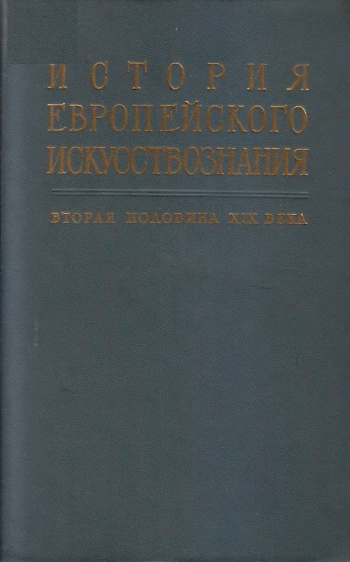 ИСТОРИЯ
ЕВРОПЕЙСКОГО
ИСКУССТВОЗНАНИЯ
ВТОРАЯ ПОЛОВИНА XIX ВЕКА